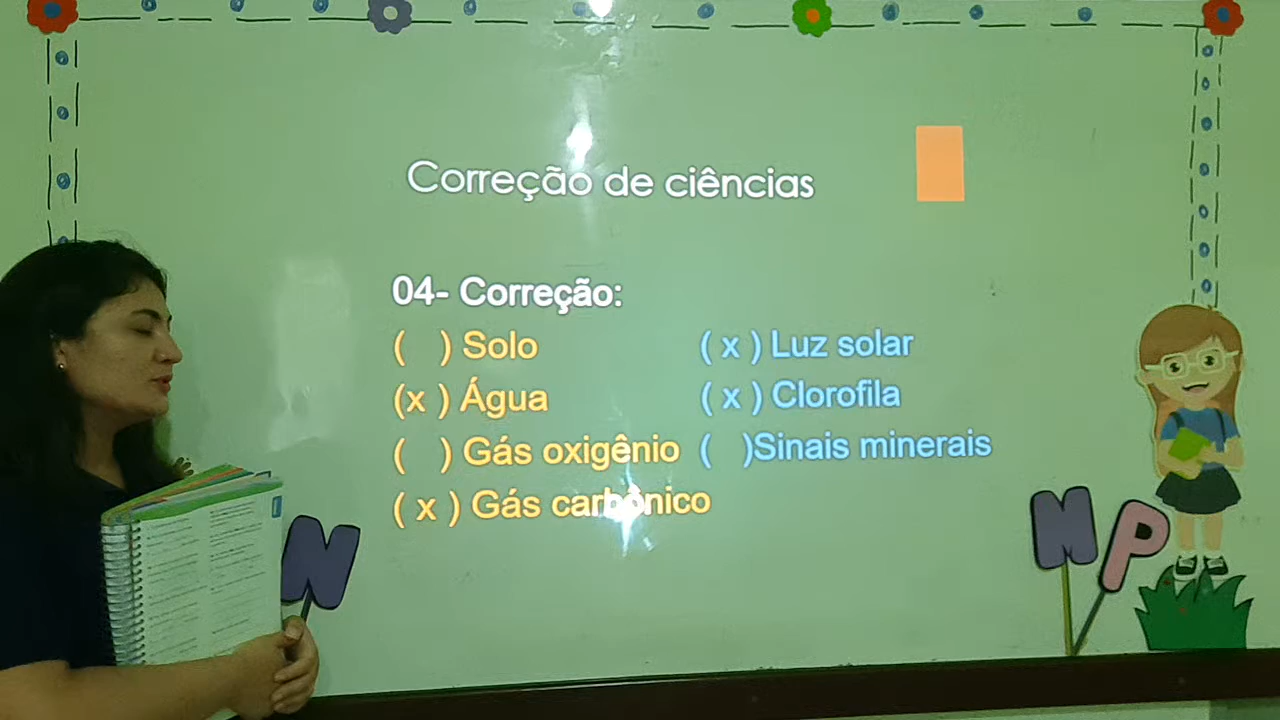 Correção de ciências
04- Correção:
( ) Solo
(x ) Água
( ) Gás oxigênio
( x ) Gás carbônico
( x ) Luz solar
( x ) Clorofila
( )Sinais minerais
N
M
P